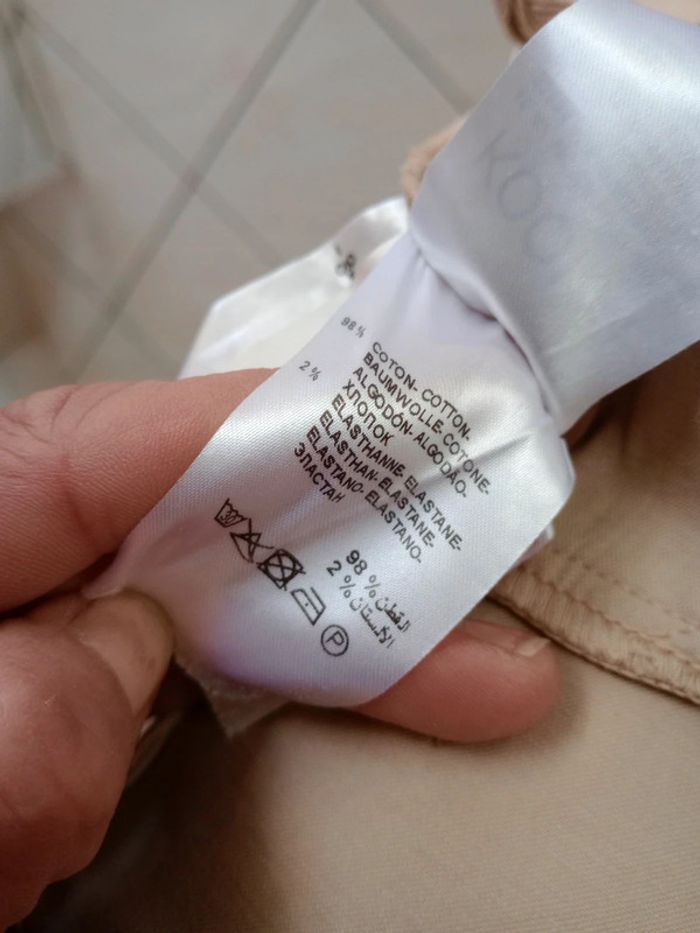 98 %
COTON- COTTON-
BAUMWOLLE- COTONE-
ALGODÓN- ALGODÃO-
ХЛОПОК
2 %
ELASTHANNE- ELASTANE-
ELASTHAN- ELASTANE-
ELASTANO- ELASTANO-
ЭЛАСТАН
98 % القطن
2 % الإلستان
P
KOO